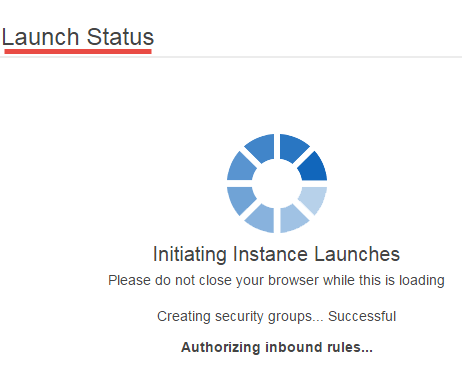 Launch Status
Initiating Instance Launches
Please do not close your browser while this is loading
Creating security groups... Successful
Authorizing inbound rules...